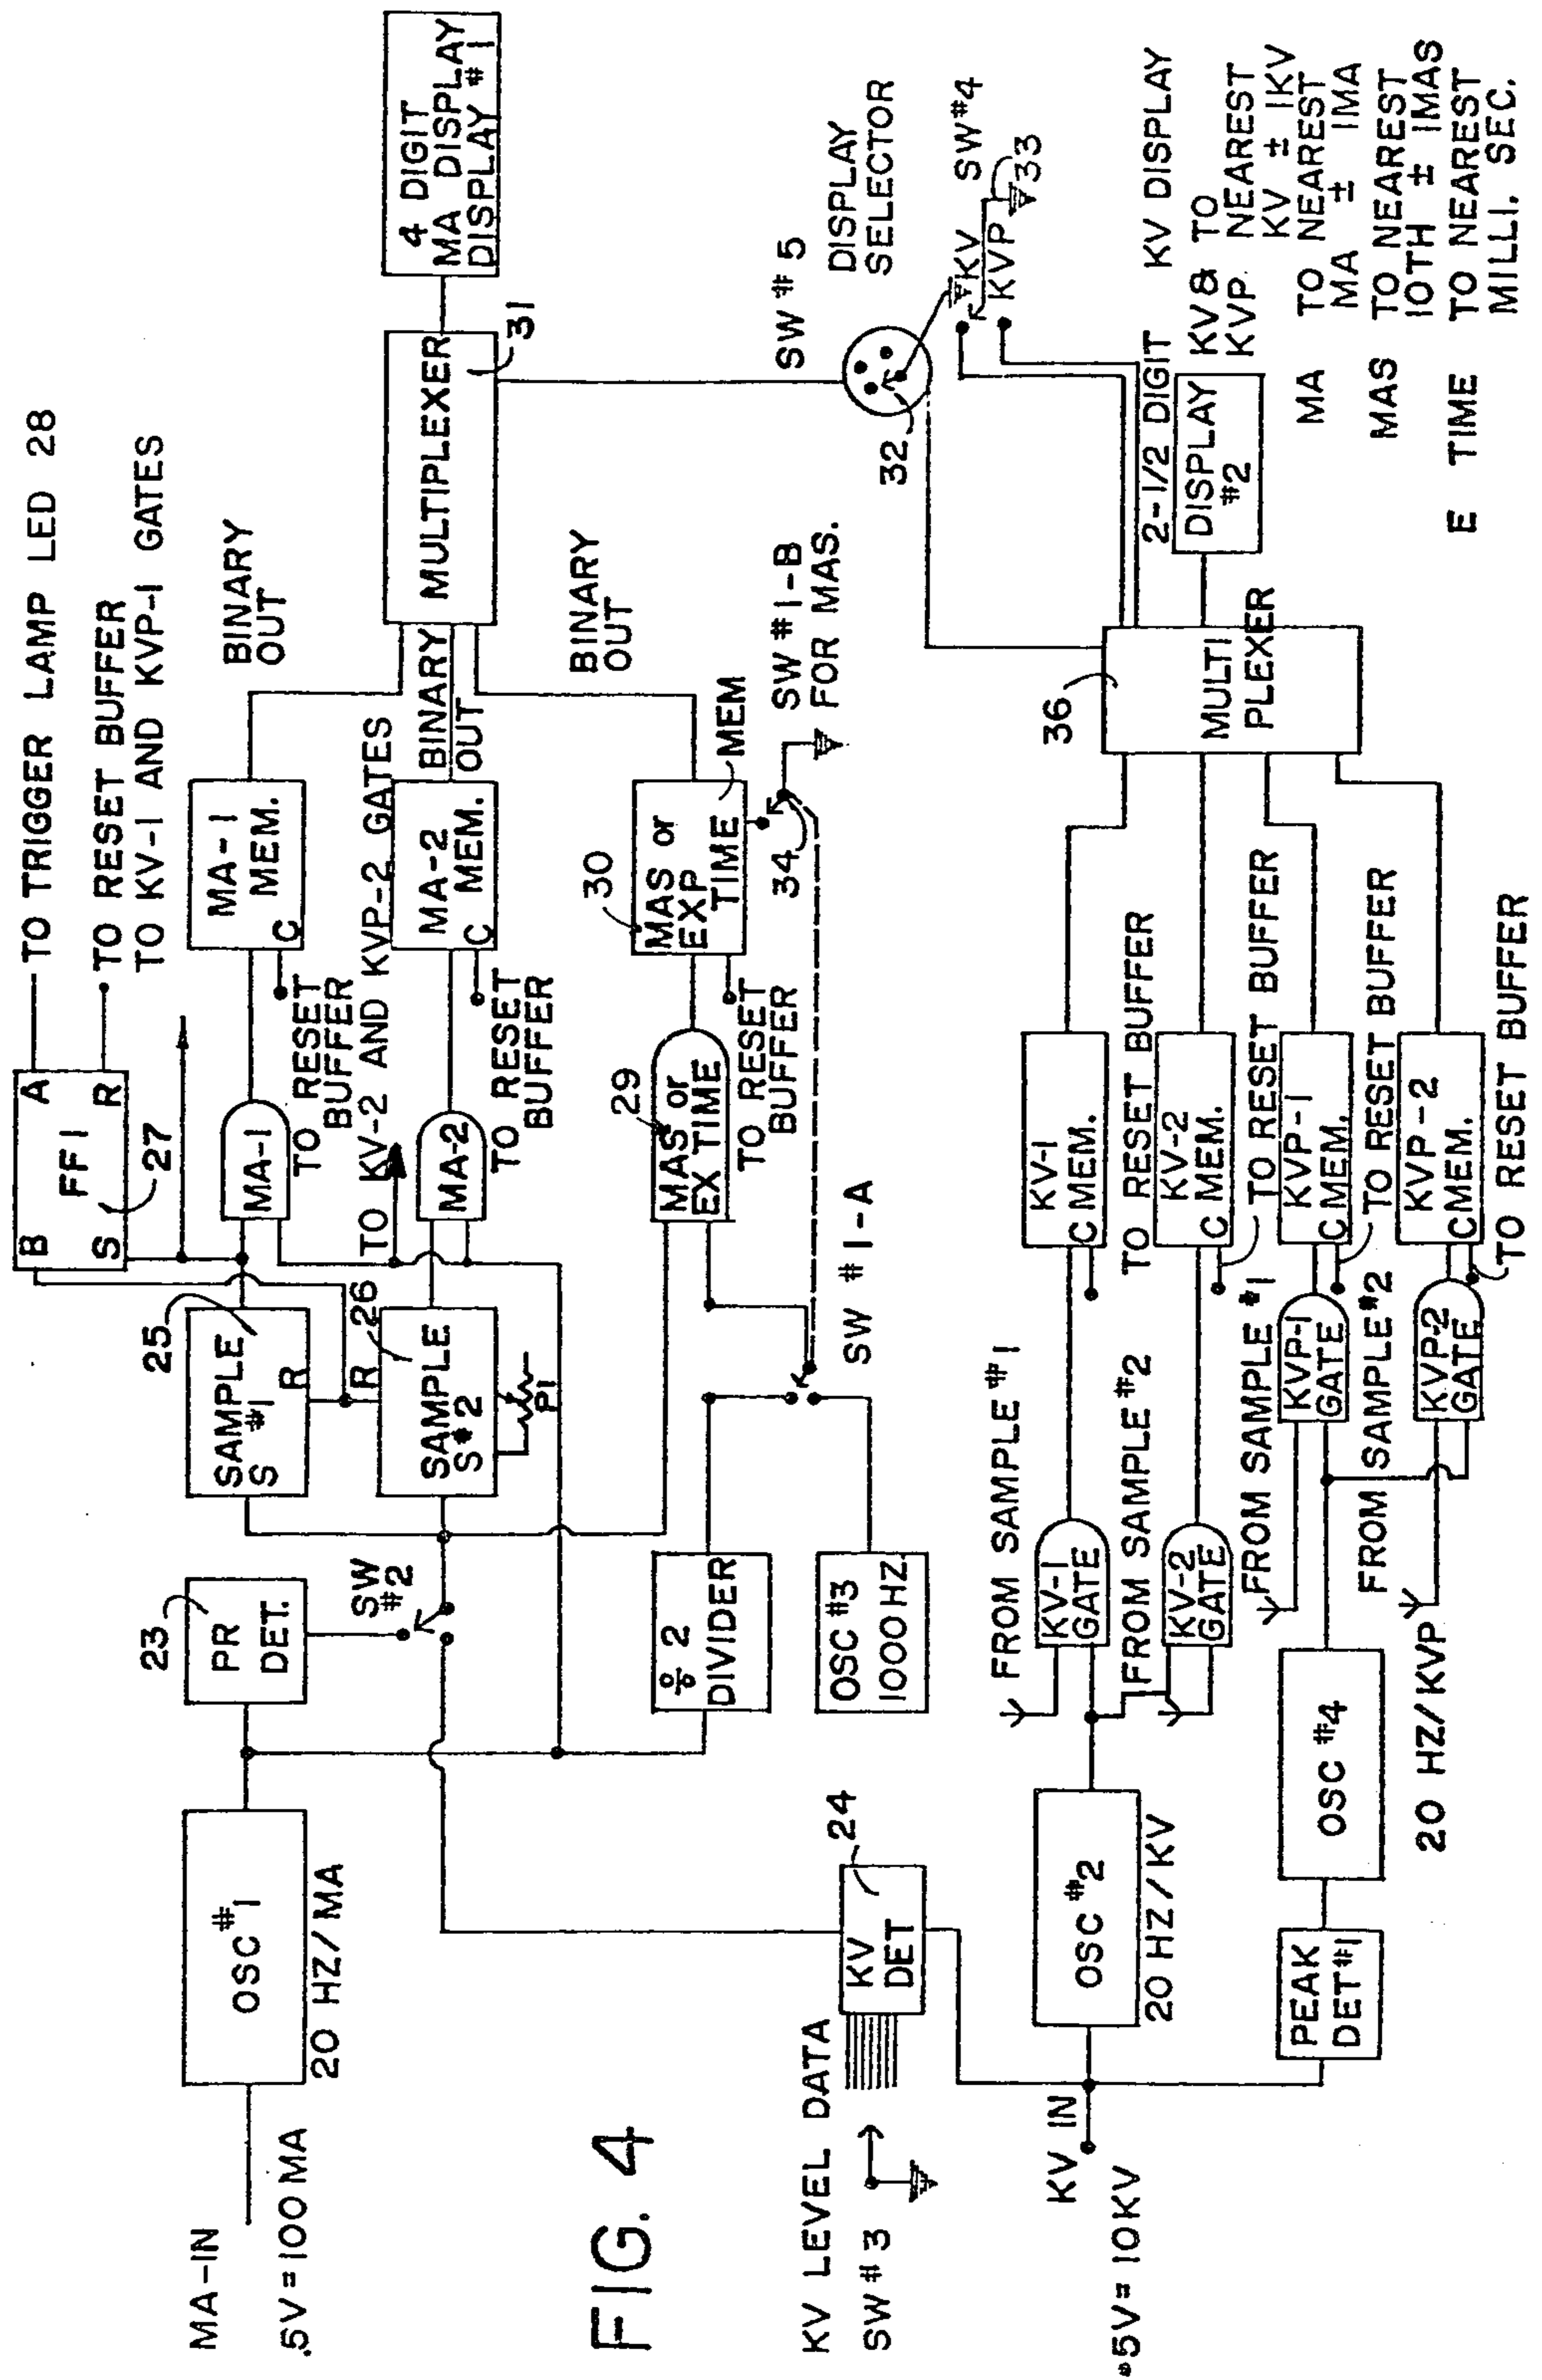 MA-IN
.5V = 100 MA
OSC #1
20 HZ/MA
23
PR
DET.
SW
#2
25
SAMPLE
S #1
R
R
26
SAMPLE
S #2
P1
B
A
FF1
S
R
27
TO TRIGGER LAMP LED 28
TO RESET BUFFER
TO KV-1 AND KVP-1 GATES
MA-1
TO RESET
BUFFER
MA-1
MEM.
C
BINARY
OUT
TO KV-2 AND KVP-2 GATES
MA-2
TO RESET
BUFFER
MA-2
MEM.
C
BINARY
OUT
MULTIPLEXER
31
4 DIGIT
MA DISPLAY
DISPLAY #1
29
MAS or
EX TIME
TO RESET
BUFFER
30
MAS or
EXP
TIME
MEM
BINARY
OUT
34
SW #1-B
FOR MAS.
÷ 2
DIVIDER
OSC #3
1000 HZ
SW #1-A
SW #5
DISPLAY
SELECTOR
32
KV
KVP
SW #4
33
FIG. 4
KV LEVEL DATA
SW #3
KV
DET
24
KV IN
.5V = 10KV
OSC #2
20 HZ/KV
PEAK
DET #1
OSC #4
20 HZ/KVP
FROM SAMPLE #1
KV-1
GATE
FROM SAMPLE #2
KV-2
GATE
FROM SAMPLE #1
KVP-1
GATE
FROM SAMPLE #2
KVP-2
GATE
KV-1
C MEM.
TO RESET BUFFER
KV-2
C MEM.
TO RESET BUFFER
KVP-1
C MEM.
TO RESET BUFFER
KVP-2
C MEM.
TO RESET BUFFER
36
MULTI
PLEXER
2-1/2 DIGIT KV DISPLAY
DISPLAY
#2
KV & TO
KVP NEAREST
KV ± 1KV
MA TO NEAREST
MA ± 1MA
MAS TO NEAREST
10TH ± 1MAS
E TIME TO NEAREST
MILLI. SEC.